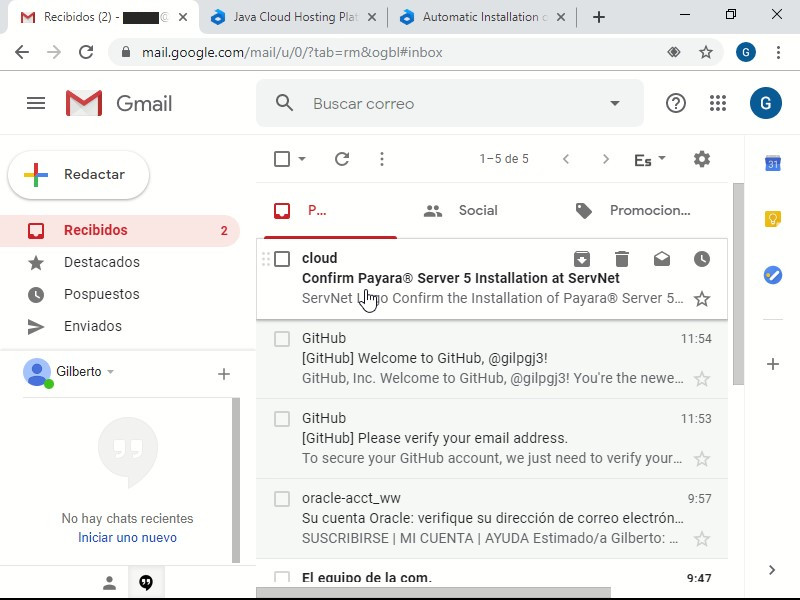 Recibidos (2) - @
Java Cloud Hosting Plat
Automatic Installation o
mail.google.com/mail/u/0/?tab=rm&ogbl#inbox
G
Gmail
Buscar correo
G
Redactar
1–5 de 5
Es
31
P...
Social
Promocion...
Recibidos 2
Destacados
Pospuestos
Enviados
Gilberto
No hay chats recientes
Iniciar uno nuevo
cloud
Confirm Payara® Server 5 Installation at ServNet
ServNet Logo Confirm the Installation of Payara® Server 5...
GitHub 11:54
[GitHub] Welcome to GitHub, @gilpgj3!
GitHub, Inc. Welcome to GitHub, @gilpgj3! You're the newe...
GitHub 11:53
[GitHub] Please verify your email address.
To secure your GitHub account, we just need to verify your...
oracle-acct_ww 9:57
Su cuenta Oracle: verifique su dirección de correo electrón...
SUSCRIBIRSE | MI CUENTA | AYUDA Estimado/a Gilberto: ...
El equipo de la com. 9:47